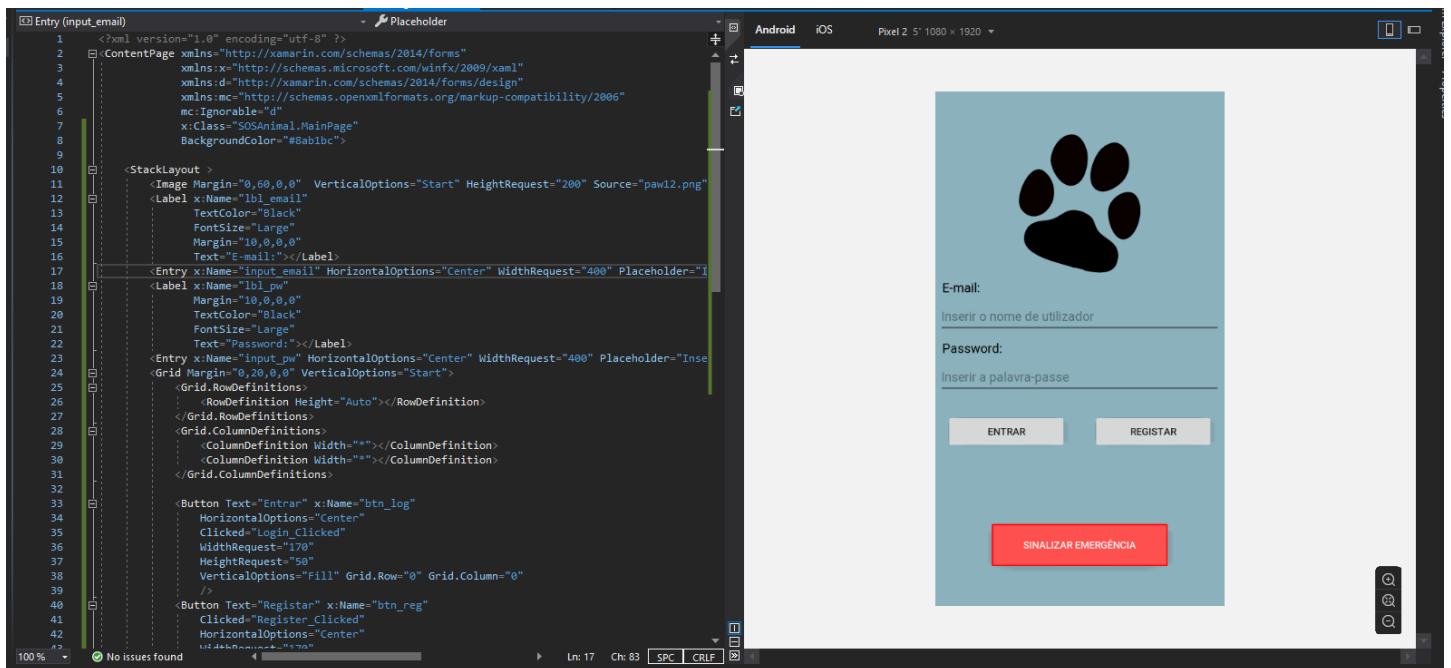 Entry (input_email)
Placeholder
1 <?xml version="1.0" encoding="utf-8" ?>
2 <ContentPage xmlns="http://xamarin.com/schemas/2014/forms"
3 xmlns:x="http://schemas.microsoft.com/winfx/2009/xaml"
4 xmlns:d="http://xamarin.com/schemas/2014/forms/design"
5 xmlns:mc="http://schemas.openxmlformats.org/markup-compatibility/2006"
6 mc:Ignorable="d"
7 x:Class="SOSAnimal.MainPage"
8 BackgroundColor="#8ab1bc">
9
10 <StackLayout >
11 <Image Margin="0,60,0,0"  VerticalOptions="Start" HeightRequest="200" Source="paw12.png"
12 <Label x:Name="lbl_email"
13 TextColor="Black"
14 FontSize="Large"
15 Margin="10,0,0,0"
16 Text="E-mail:"></Label>
17 <Entry x:Name="input_email" HorizontalOptions="Center" WidthRequest="400" Placeholder="I
18 <Label x:Name="lbl_pw"
19 Margin="10,0,0,0"
20 TextColor="Black"
21 FontSize="Large"
22 Text="Password:"></Label>
23 <Entry x:Name="input_pw" HorizontalOptions="Center" WidthRequest="400" Placeholder="Inse
24 <Grid Margin="0,20,0,0" VerticalOptions="Start">
25 <Grid.RowDefinitions>
26 <RowDefinition Height="Auto"></RowDefinition>
27 </Grid.RowDefinitions>
28 <Grid.ColumnDefinitions>
29 <ColumnDefinition Width="*"></ColumnDefinition>
30 <ColumnDefinition Width="*"></ColumnDefinition>
31 </Grid.ColumnDefinitions>
32
33 <Button Text="Entrar" x:Name="btn_log"
34 HorizontalOptions="Center"
35 Clicked="Login_Clicked"
36 WidthRequest="170"
37 HeightRequest="50"
38 VerticalOptions="Fill" Grid.Row="0" Grid.Column="0"
39 />
40 <Button Text="Registar" x:Name="btn_reg"
41 Clicked="Register_Clicked"
42 HorizontalOptions="Center"
43 WidthRequest="170"
100 %
No issues found
Ln: 17
Ch: 83
SPC
CRLF
Android
iOS
Pixel 2 5" 1080 × 1920
E-mail:
Inserir o nome de utilizador
Password:
Inserir a palavra-passe
ENTRAR
REGISTAR
SINALIZAR EMERGÊNCIA